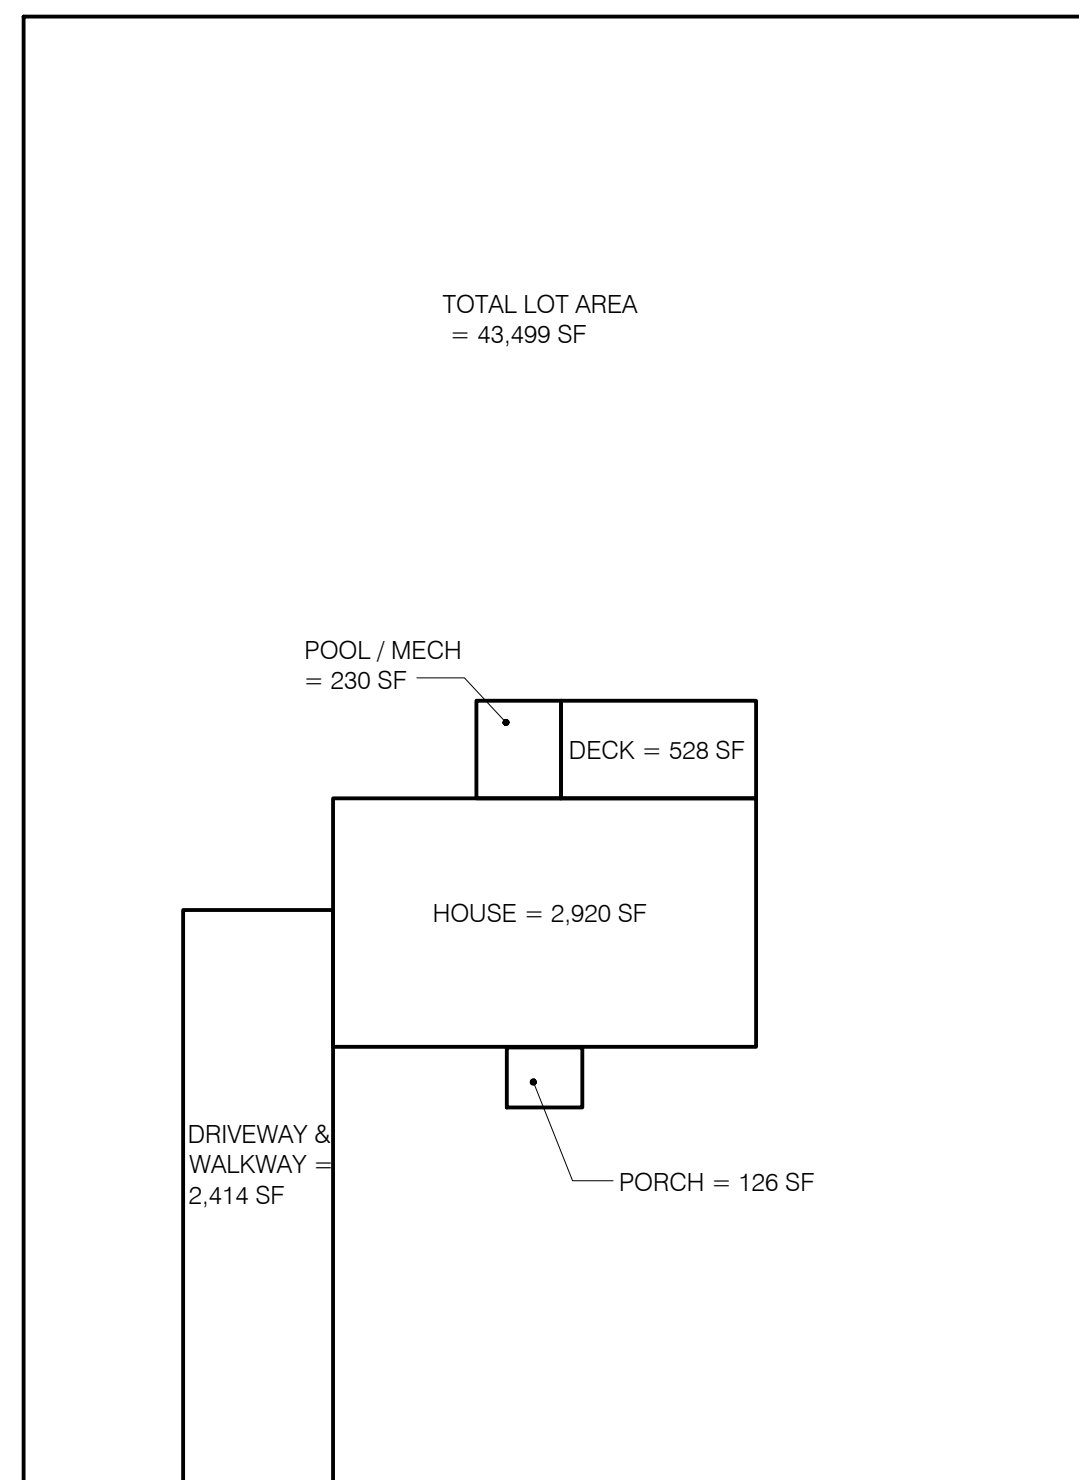 TOTAL LOT AREA
= 43,499 SF
POOL / MECH
= 230 SF
DECK = 528 SF
HOUSE = 2,920 SF
DRIVEWAY &
WALKWAY =
2,414 SF
PORCH = 126 SF